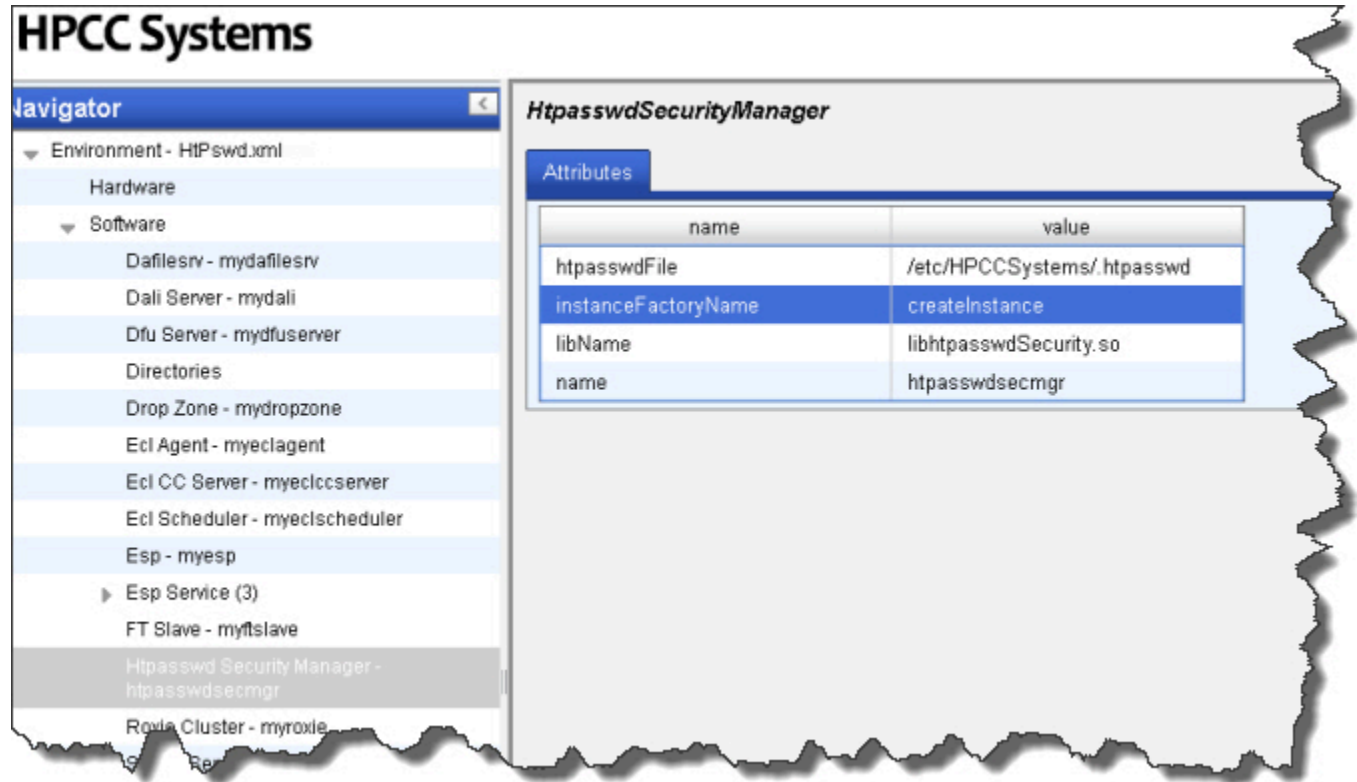 HPCC Systems
Navigator
Environment - HtPswd.xml
Hardware
Software
Dafilesrv - mydafilesrv
Dali Server - mydali
Dfu Server - mydfuserver
Directories
Drop Zone - mydropzone
Ecl Agent - myeclagent
Ecl CC Server - myeclccserver
Ecl Scheduler - myeclscheduler
Esp - myesp
Esp Service (3)
FT Slave - myftslave
Htpasswd Security Manager -
htpasswdsecmgr
Roxie Cluster - myroxie
HtpasswdSecurityManager
Attributes
name value
htpasswdFile /etc/HPCCSystems/.htpasswd
instanceFactoryName createInstance
libName libhtpasswdSecurity.so
name htpasswdsecmgr